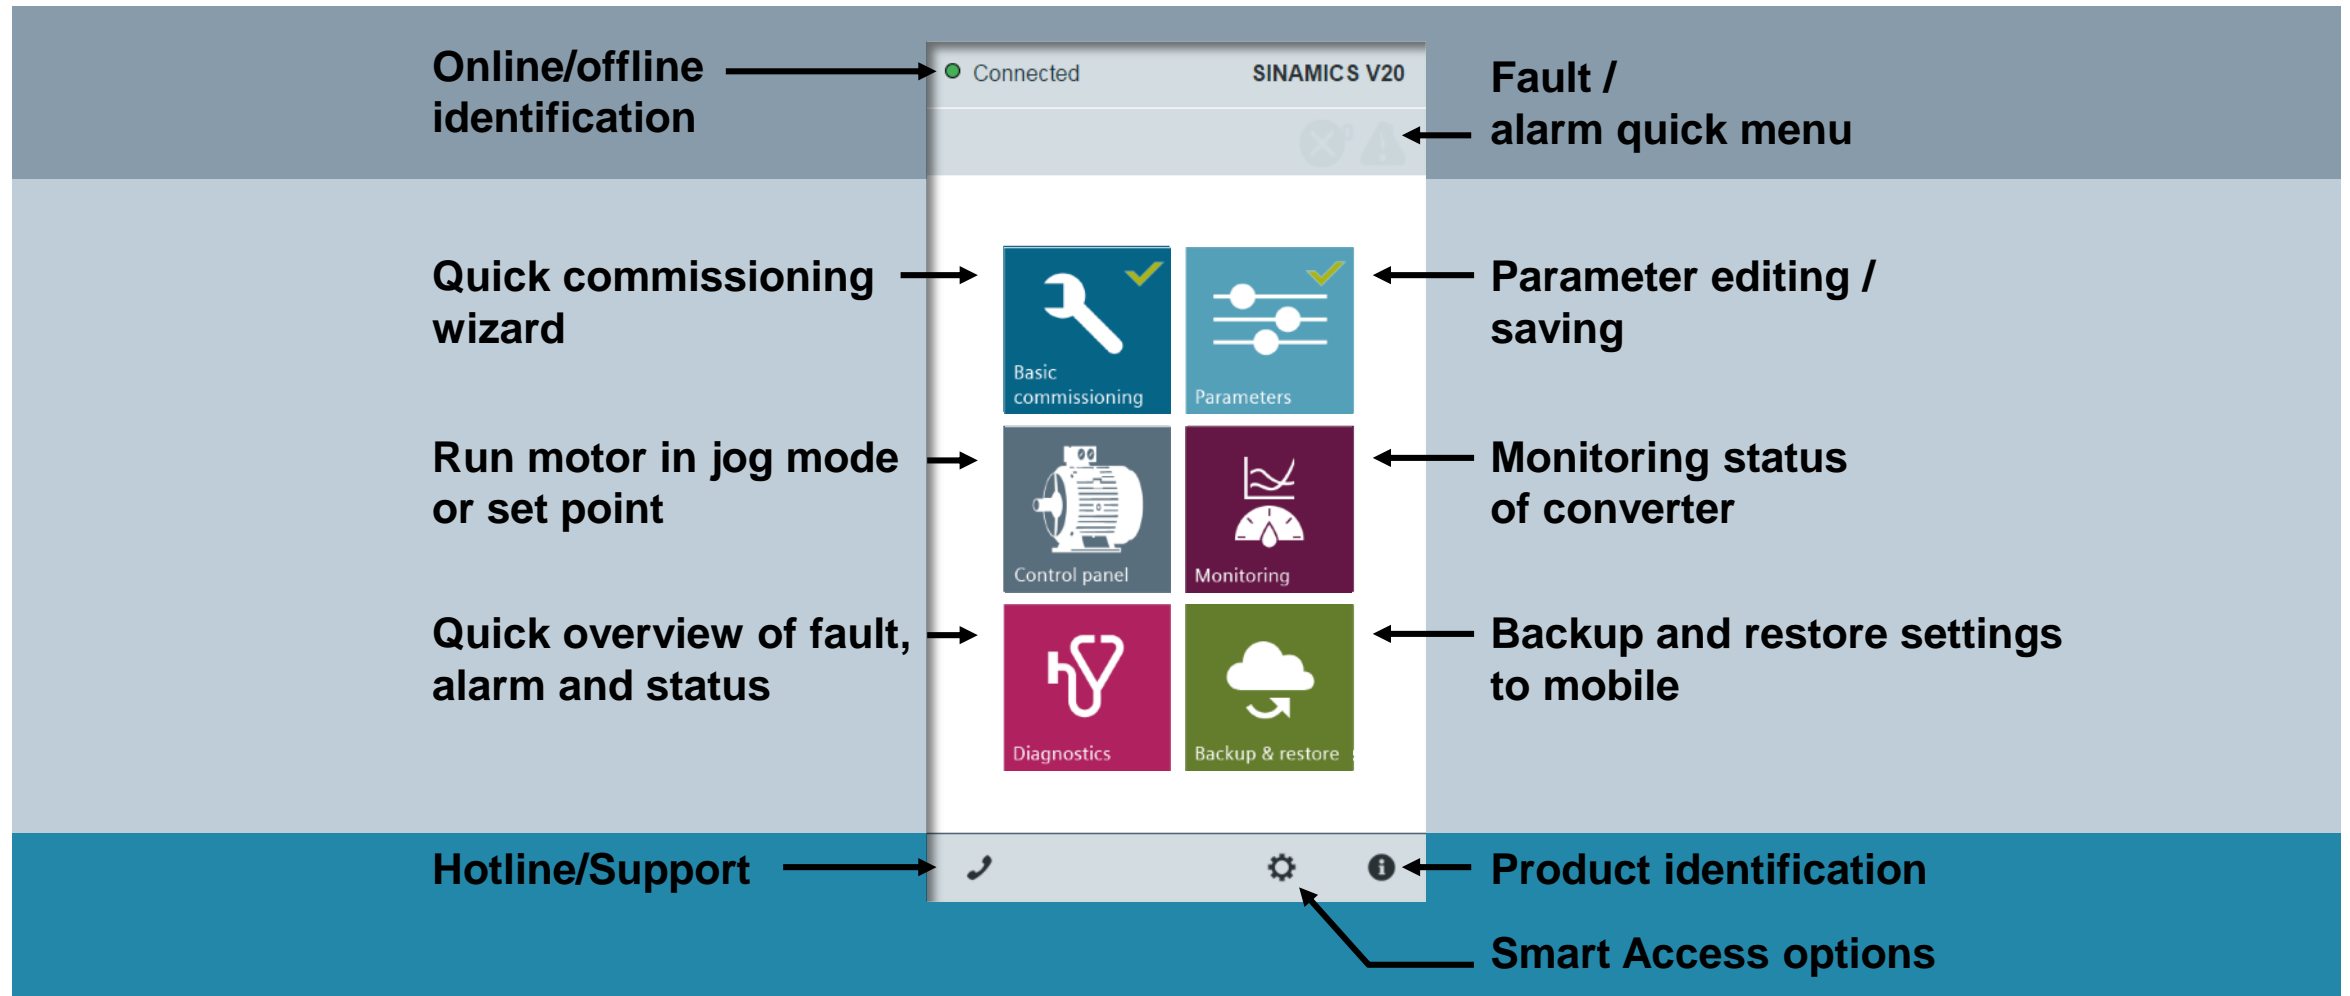 Online/offline
identification
Connected
SINAMICS V20
Fault /
alarm quick menu
Quick commissioning
wizard
Basic
commissioning
Parameters
Parameter editing /
saving
Run motor in jog mode
or set point
Control panel
Monitoring
Monitoring status
of converter
Quick overview of fault,
alarm and status
Diagnostics
Backup & restore
Backup and restore settings
to mobile
Hotline/Support
Product identification
Smart Access options